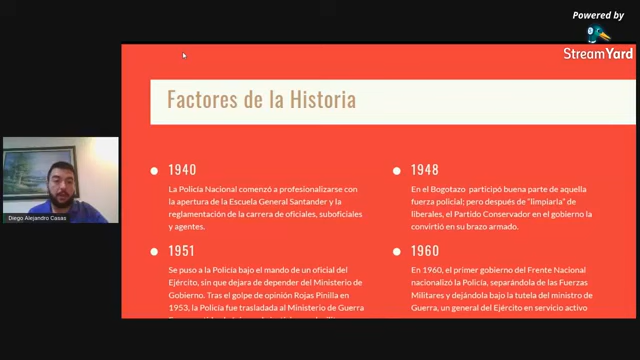 Powered by
StreamYard
Factores de la Historia
1940
La Policía Nacional comenzó a profesionalizarse con
la apertura de la Escuela General Santander y la
reglamentación de la carrera de oficiales, suboficiales
y agentes.
1948
En el Bogotazo participó buena parte de aquella
fuerza policial; pero después de "limpiarla" de
liberales, el Partido Conservador en el gobierno la
convirtió en su brazo armado.
1951
Se puso a la Policía bajo el mando de un oficial del
Ejército, sin que dejara de depender del Ministerio de
Gobierno. Tras el golpe de opinión Rojas Pinilla en
1953, la Policía fue trasladada al Ministerio de Guerra
1960
En 1960, el primer gobierno del Frente Nacional
nacionalizó la Policía, separándola de las Fuerzas
Militares y dejándola bajo la tutela del ministro de
Guerra, un general del Ejército en servicio activo
Diego Alejandro Casas